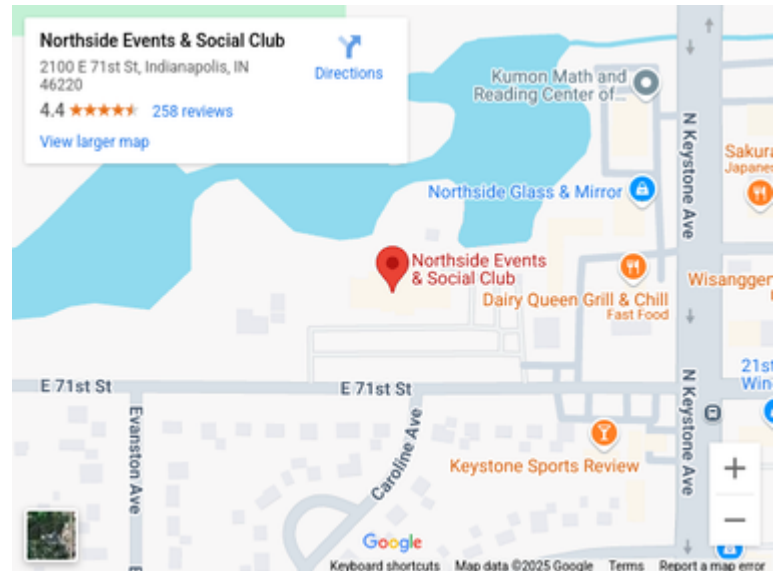 Northside Events & Social Club
2100 E 71st St, Indianapolis, IN
46220
4.4
258 reviews
View larger map
Directions
Kumon Math and
Reading Center of...
N Keystone Ave
Sakura
Japanes
Northside Glass & Mirror
Northside Events
& Social Club
Dairy Queen Grill & Chill
Fast Food
Wisanggen
E 71st St
E 71st St
21st
Win
N Keystone Ave
Evanston Ave
Caroline Ave
Keystone Sports Review
+
−
Google
Keyboard shortcuts
Map data ©2025 Google
Terms
Report a map error